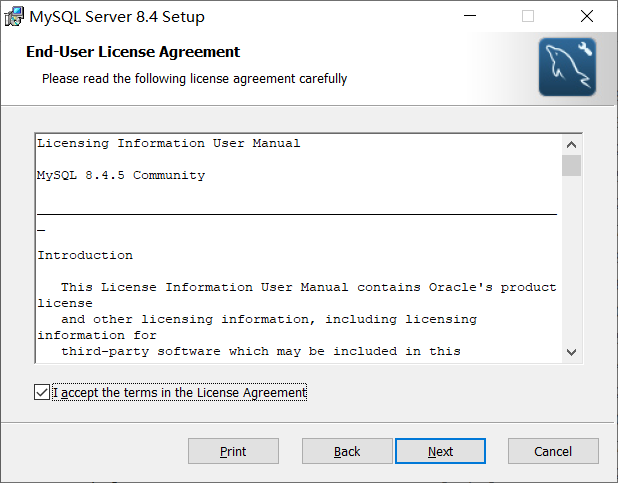 MySQL Server 8.4 Setup
End-User License Agreement
Please read the following license agreement carefully
Licensing Information User Manual
MySQL 8.4.5 Community
Introduction
This License Information User Manual contains Oracle's product
license
and other licensing information, including licensing
information for
third-party software which may be included in this
I accept the terms in the License Agreement
Print
Back
Next
Cancel